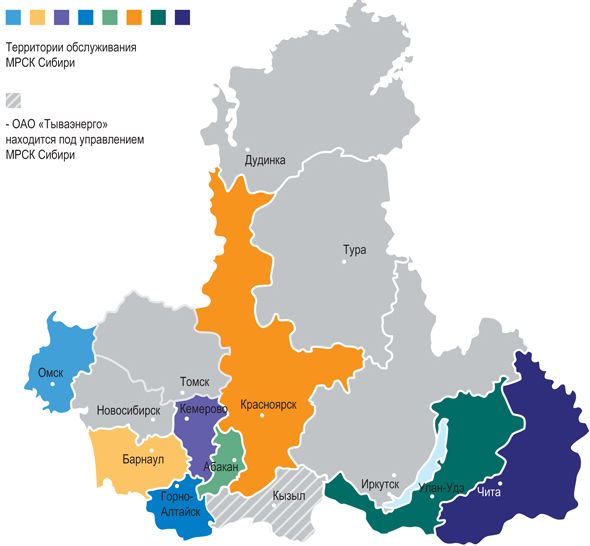 Территории обслуживания
МРСК Сибири
- ОАО «Тываэнерго»
находится под управлением
МРСК Сибири
Дудинка
Тура
Омск
Томск
Новосибирск
Кемерово
Красноярск
Барнаул
Абакан
Горно-
Алтайск
Кызыл
Иркутск
Улан-Удэ
Чита